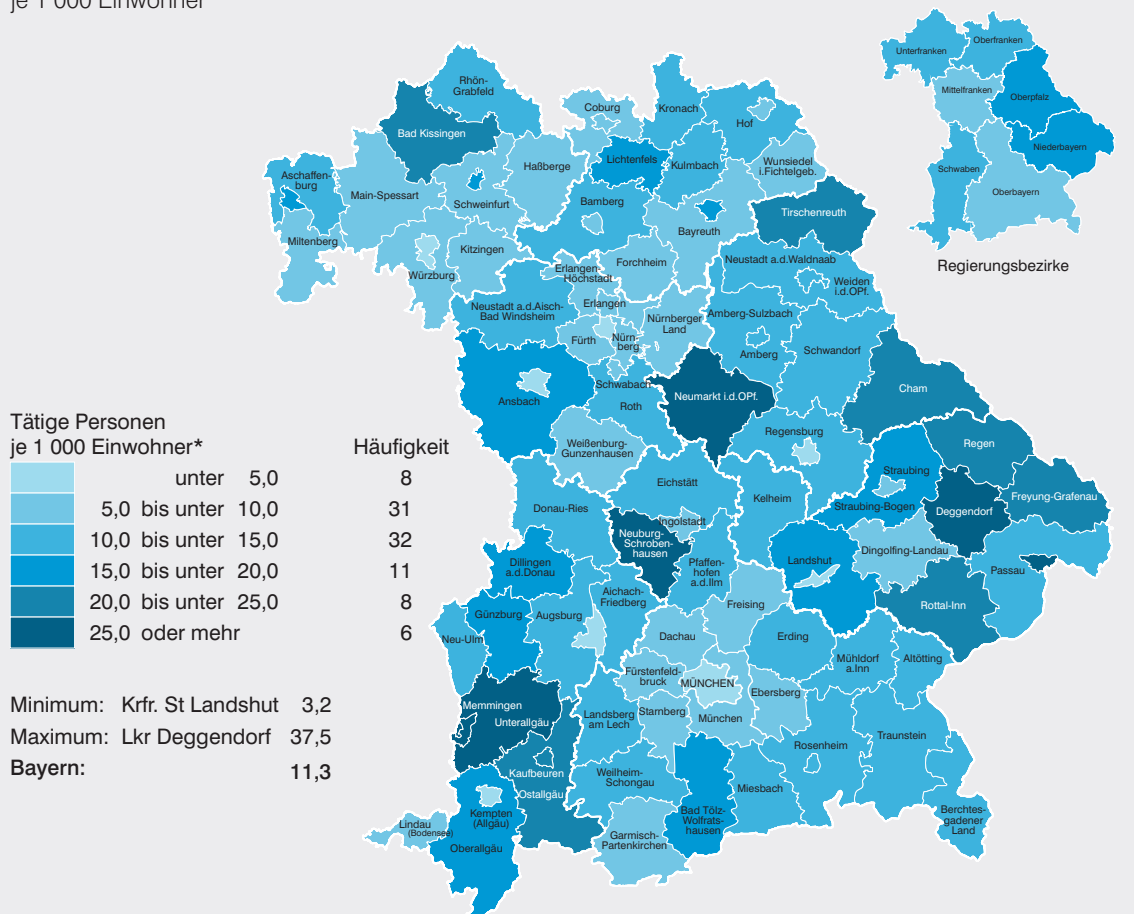 je 1 000 Einwohner
Unterfranken
Oberfranken
Mittelfranken
Oberpfalz
Niederbayern
Schwaben
Oberbayern
Regierungsbezirke
Rhön-
Grabfeld
Bad Kissingen
Coburg
Kronach
Hof
Lichtenfels
Kulmbach
Wunsiedel
i.Fichtelgeb.
Haßberge
Aschaffen-
burg
Main-Spessart
Schweinfurt
Bamberg
Bayreuth
Tirschenreuth
Miltenberg
Würzburg
Kitzingen
Forchheim
Erlangen-
Höchstadt
Neustadt a.d.Waldnaab
Weiden
i.d.OPf.
Neustadt a.d.Aisch-
Bad Windsheim
Erlangen
Fürth
Nürn-
berg
Nürnberger
Land
Amberg-Sulzbach
Amberg
Schwandorf
Ansbach
Schwabach
Roth
Neumarkt i.d.OPf.
Cham
Weißenburg-
Gunzenhausen
Regensburg
Regen
Straubing
Straubing-Bogen
Deggendorf
Freyung-Grafenau
Eichstätt
Kelheim
Donau-Ries
Ingolstadt
Neuburg-
Schroben-
hausen
Pfaffen-
hofen
a.d.Ilm
Landshut
Dingolfing-Landau
Passau
Rottal-Inn
Dillingen
a.d.Donau
Aichach-
Friedberg
Freising
Günzburg
Augsburg
Neu-Ulm
Dachau
Erding
Mühldorf
a.Inn
Altötting
Fürstenfeld-
bruck
MÜNCHEN
Ebersberg
Memmingen
Unterallgäu
Landsberg
am Lech
Starnberg
München
Rosenheim
Traunstein
Kaufbeuren
Ostallgäu
Weilheim-
Schongau
Bad Tölz-
Wolfrats-
hausen
Miesbach
Berchtes-
gadener
Land
Kempten
(Allgäu)
Lindau
(Bodensee)
Oberallgäu
Garmisch-
Partenkirchen
Tätige Personen
je 1 000 Einwohner* Häufigkeit
unter 5,0 8
5,0 bis unter 10,0 31
10,0 bis unter 15,0 32
15,0 bis unter 20,0 11
20,0 bis unter 25,0 8
25,0 oder mehr 6
Minimum: Krfr. St Landshut 3,2
Maximum: Lkr Deggendorf 37,5
Bayern: 11,3